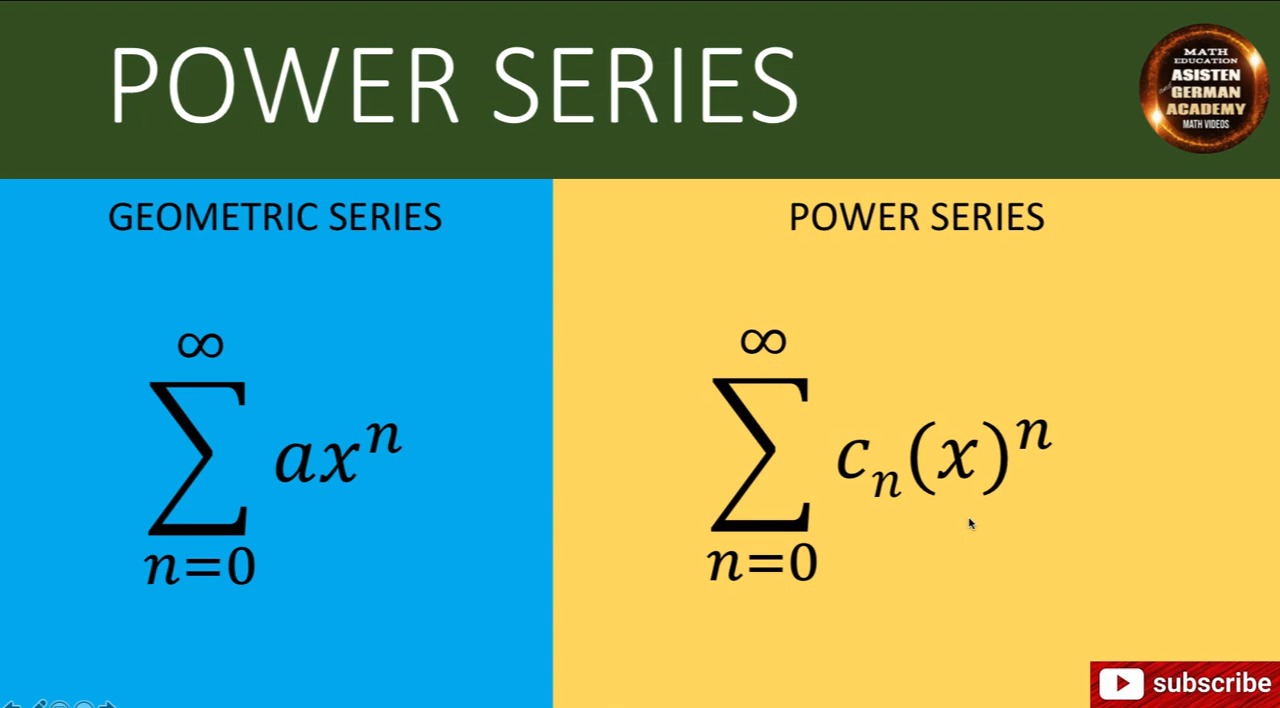 POWER SERIES
MATH
EDUCATION
ASISTEN
GERMAN
ACADEMY
MATH VIDEOS
GEOMETRIC SERIES
∞
∑ axⁿ
n=0
POWER SERIES
∞
∑ cₙ(x)ⁿ
n=0
subscribe